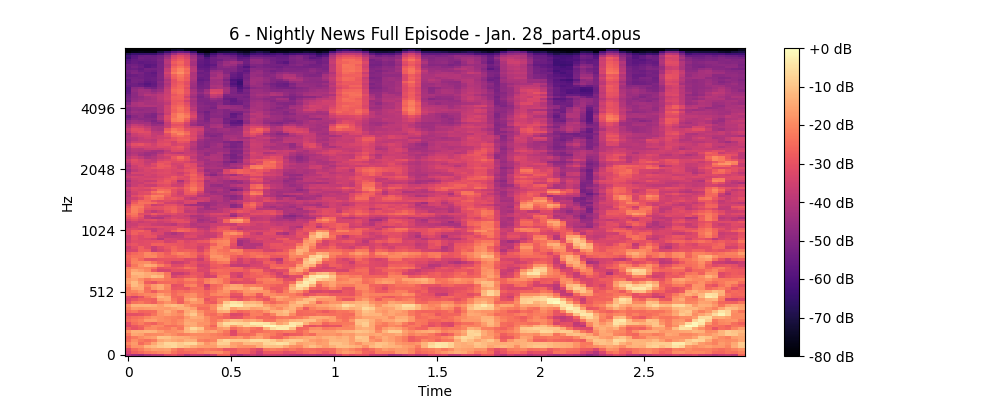 6 - Nightly News Full Episode - Jan. 28_part4.opus
Hz
4096
2048
1024
512
0
0
0.5
1
1.5
2
2.5
Time
+0 dB
-10 dB
-20 dB
-30 dB
-40 dB
-50 dB
-60 dB
-70 dB
-80 dB